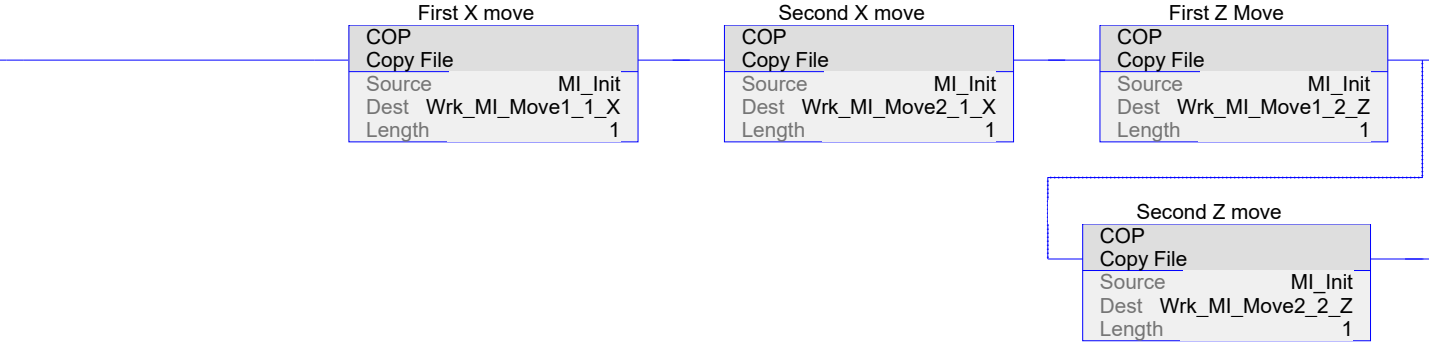 First X move
COP
Copy File
Source MI_Init
Dest Wrk_MI_Move1_1_X
Length 1
Second X move
COP
Copy File
Source MI_Init
Dest Wrk_MI_Move2_1_X
Length 1
First Z Move
COP
Copy File
Source MI_Init
Dest Wrk_MI_Move1_2_Z
Length 1
Second Z move
COP
Copy File
Source MI_Init
Dest Wrk_MI_Move2_2_Z
Length 1